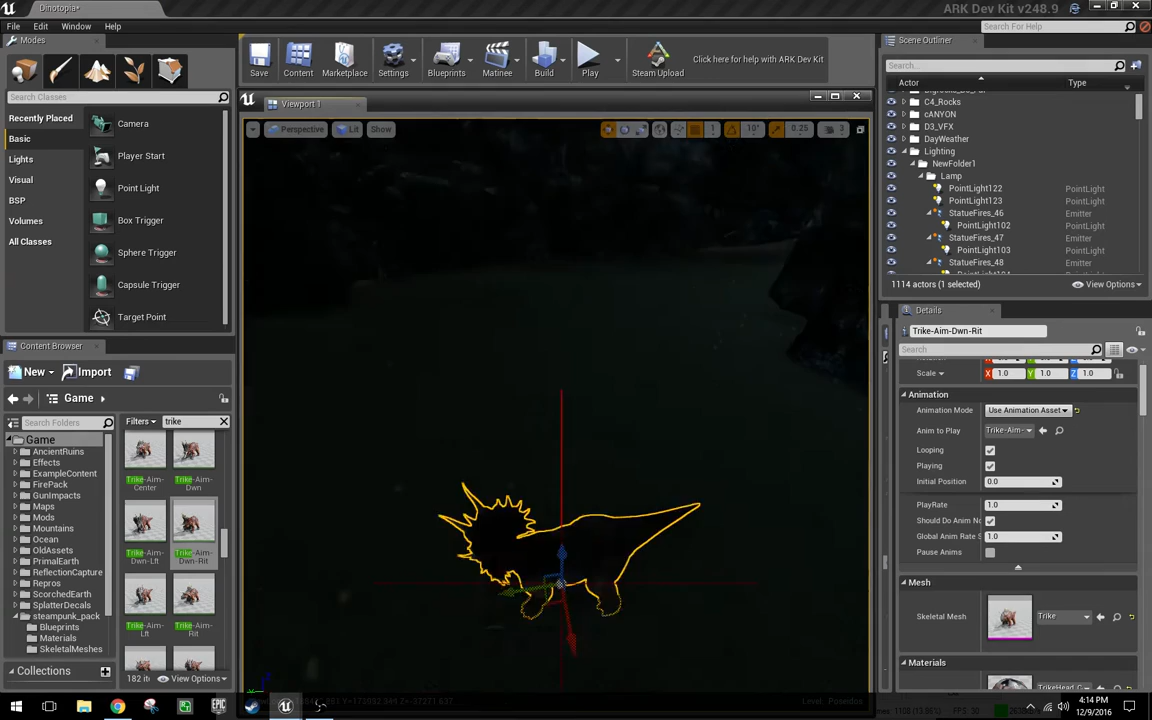 Dinotopia*
ARK Dev Kit v248.9
File Edit Window Help
Search For Help
Modes
Search Classes
Recently Placed
Basic
Lights
Visual
BSP
Volumes
All Classes
Camera
Player Start
Point Light
Box Trigger
Sphere Trigger
Capsule Trigger
Target Point
Save Content Marketplace Settings Blueprints Matinee Build Play Steam Upload
Click here for help with ARK Dev Kit
Viewport 1
Perspective Lit Show
1 10° 0.25 3
Scene Outliner
Search...
Actor Type
C4_Rocks
cANYON
D3_VFX
DayWeather
Lighting
NewFolder1
Lamp
PointLight122 PointLight
PointLight123 PointLight
StatueFires_46 Emitter
PointLight102 PointLight
StatueFires_47 Emitter
PointLight103 PointLight
StatueFires_48 Emitter
1114 actors (1 selected) View Options
Details
Trike-Aim-Dwn-Rit
Search
Scale X 1.0 Y 1.0 Z 1.0
Animation
Animation Mode Use Animation Asset
Anim to Play Trike-Aim-
Looping
Playing
Initial Position 0.0
PlayRate 1.0
Should Do Anim No
Global Anim Rate S 1.0
Pause Anims
Mesh
Skeletal Mesh Trike
Materials
Content Browser
New Import
Game
Search Folders
Filters trike
Game
AncientRuins
Effects
ExampleContent
FirePack
GunImpacts
Maps
Mods
Mountains
Ocean
OldAssets
PrimalEarth
ReflectionCapture
Repros
ScorchedEarth
SplatterDecals
steampunk_pack
Blueprints
Materials
SkeletalMeshes
Collections
Trike-Aim-Center
Trike-Aim-Dwn
Trike-Aim-Dwn-Lft
Trike-Aim-Dwn-Rit
Trike-Aim-Lft
Trike-Aim-Rit
182 ite View Options
EPIC
4:14 PM
12/9/2016